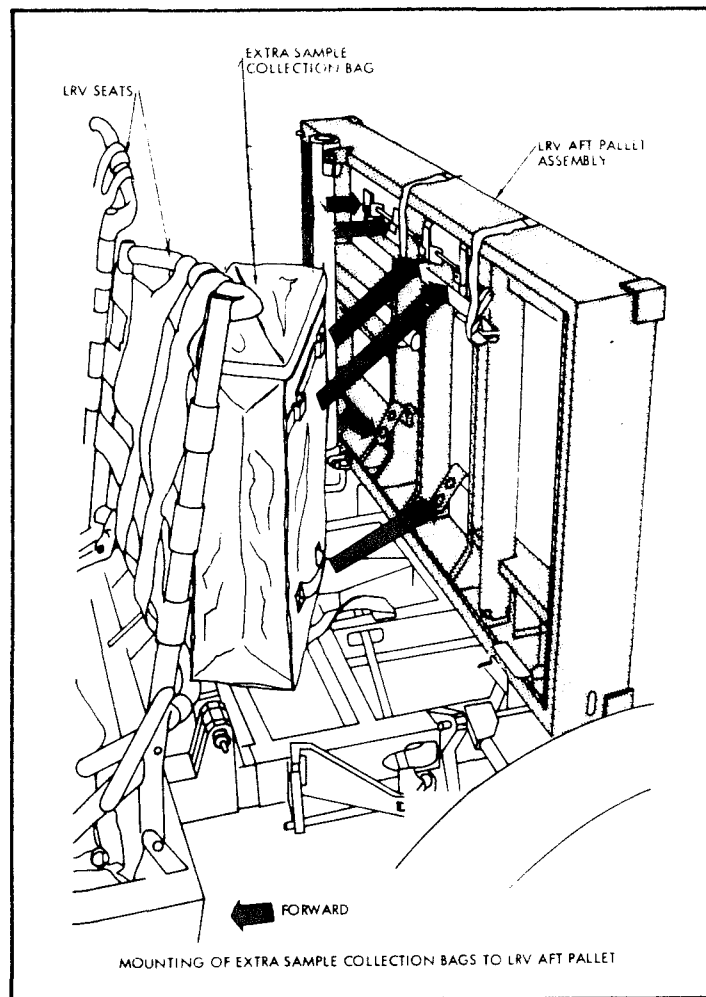 EXTRA SAMPLE
COLLECTION BAG
LRV SEATS
LRV AFT PALLET
ASSEMBLY
FORWARD
MOUNTING OF EXTRA SAMPLE COLLECTION BAGS TO LRV AFT PALLET